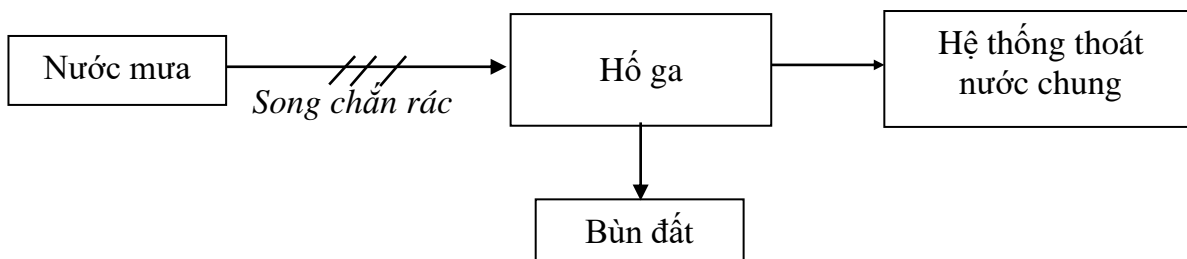 Nước mưa
Song chắn rác
Hố ga
Hệ thống thoát
nước chung
Bùn đất